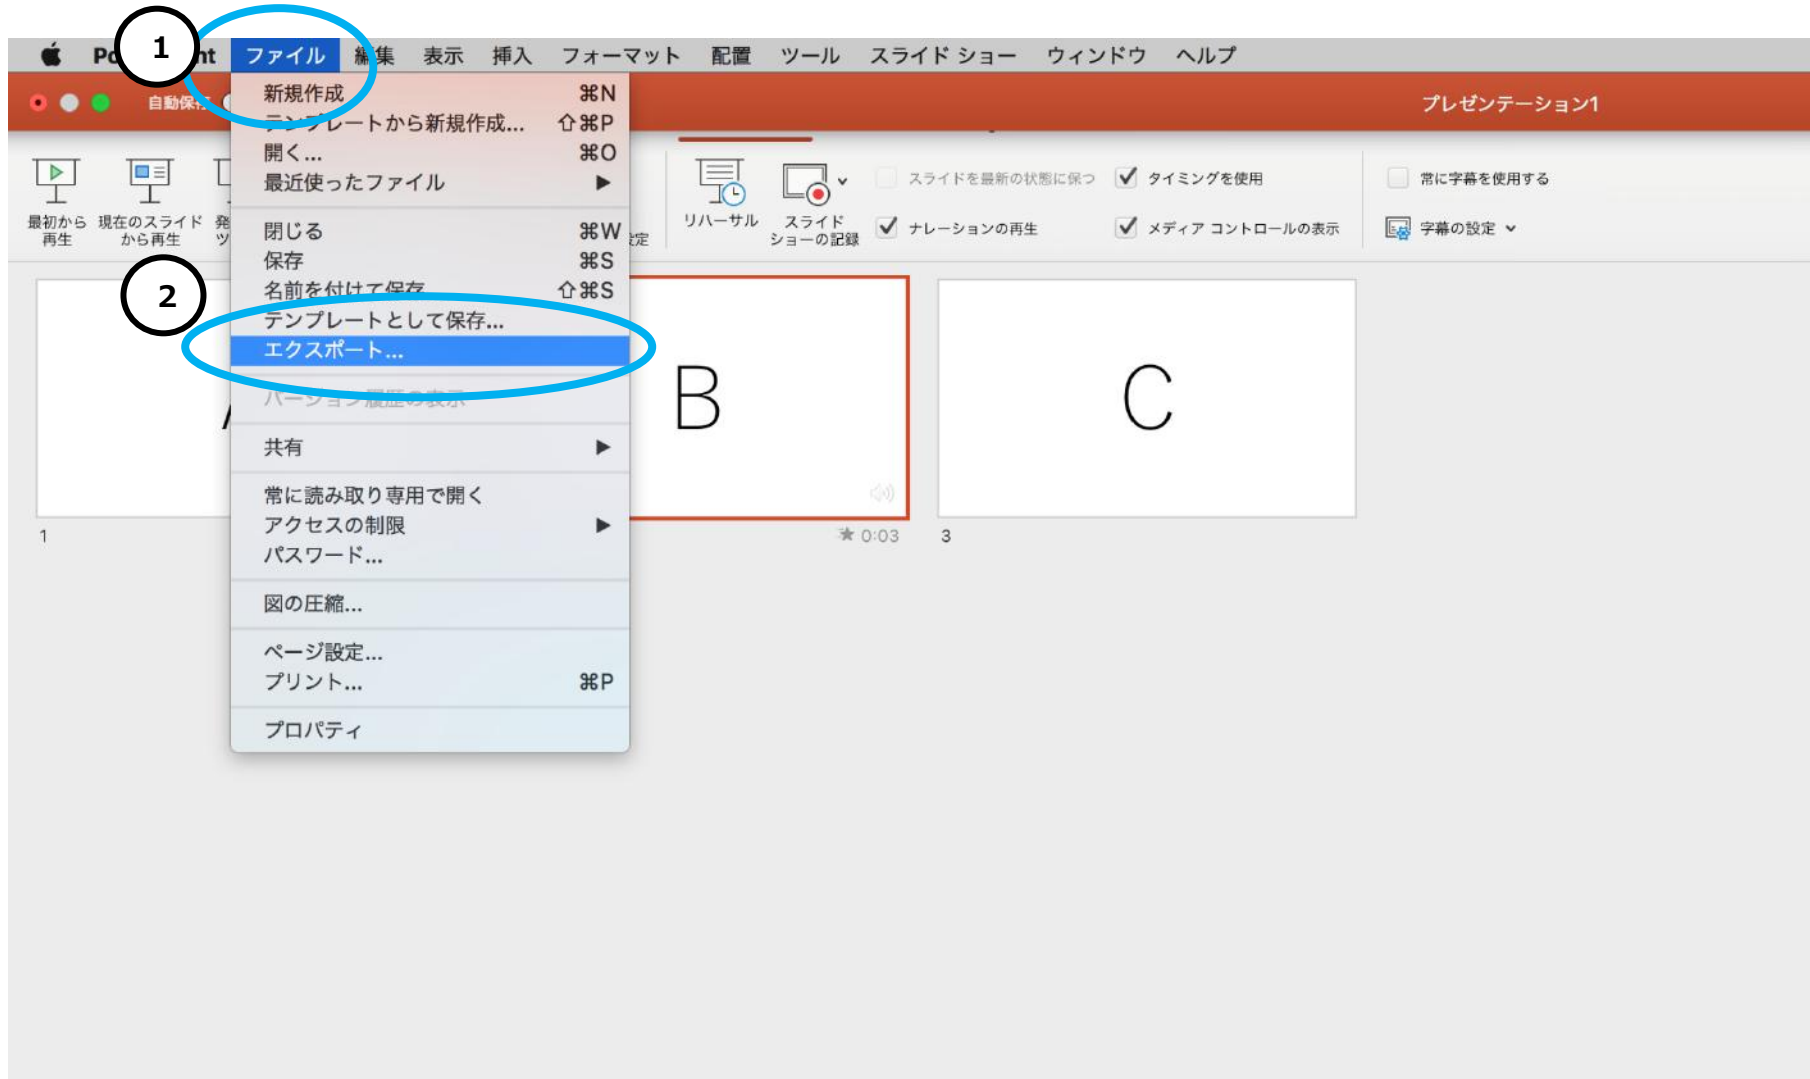 1
ファイル 編集 表示 挿入 フォーマット 配置 ツール スライド ショー ウィンドウ ヘルプ
プレゼンテーション1
新規作成 ⌘N
テンプレートから新規作成... ⇧⌘P
開く... ⌘O
最近使ったファイル ▶
閉じる ⌘W
保存 ⌘S
名前を付けて保存 ⇧⌘S
テンプレートとして保存...
エクスポート...
バージョン履歴の表示
共有 ▶
常に読み取り専用で開く
アクセスの制限 ▶
パスワード...
図の圧縮...
ページ設定...
プリント... ⌘P
プロパティ
最初から
再生
現在のスライド
から再生
リハーサル
スライド
ショーの記録
スライドを最新の状態に保つ
ナレーションの再生
タイミングを使用
メディア コントロールの表示
常に字幕を使用する
字幕の設定
2
B
C
1
0:03
3